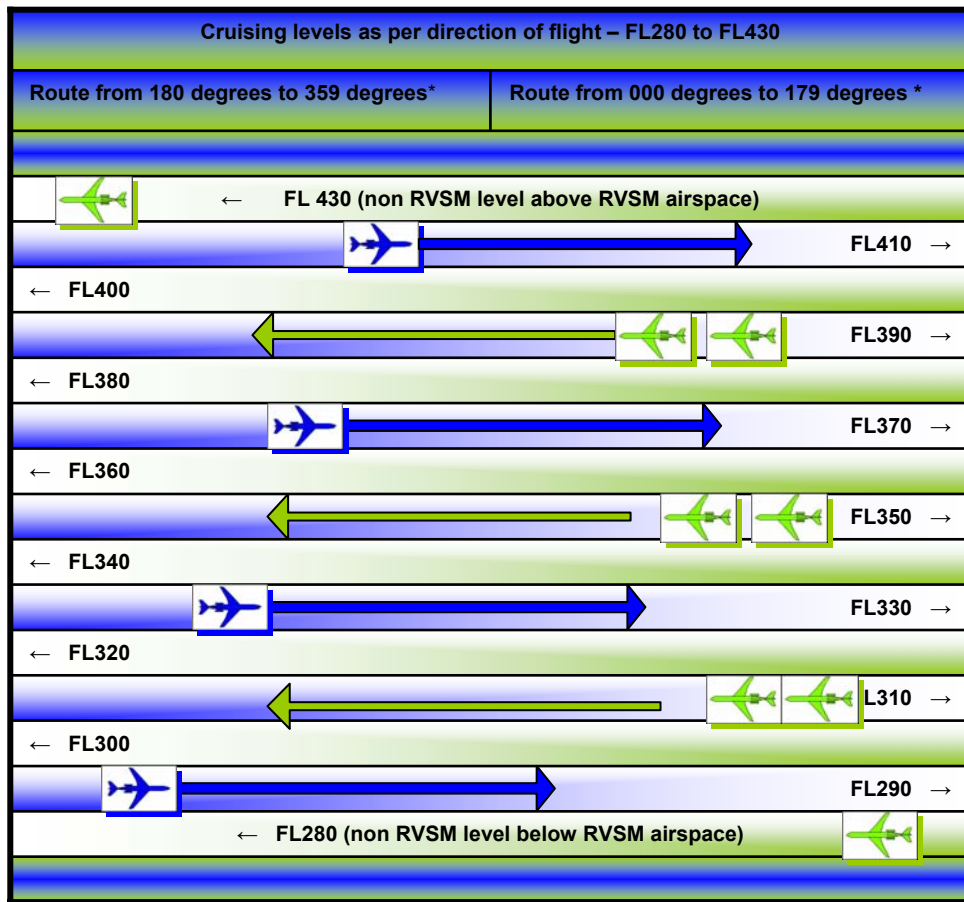 Cruising levels as per direction of flight – FL280 to FL430
Route from 180 degrees to 359 degrees*
Route from 000 degrees to 179 degrees *
← FL 430 (non RVSM level above RVSM airspace)
FL410 →
← FL400
FL390 →
← FL380
FL370 →
← FL360
FL350 →
← FL340
FL330 →
← FL320
L310 →
← FL300
FL290 →
← FL280 (non RVSM level below RVSM airspace)